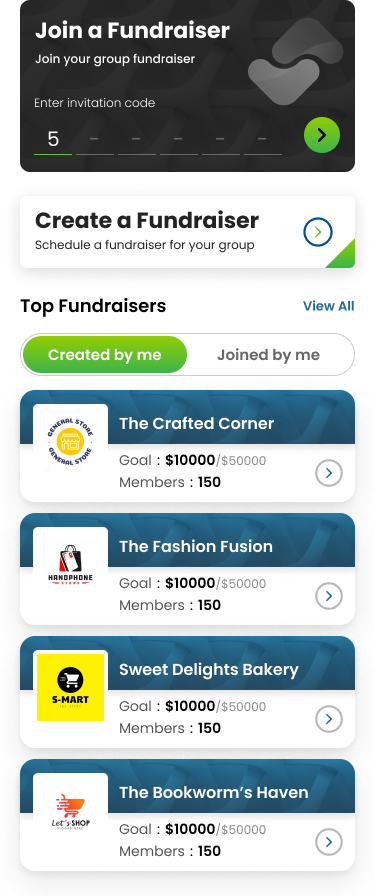 Join a Fundraiser
Join your group fundraiser
Enter invitation code
5 – – – – –
Create a Fundraiser
Schedule a fundraiser for your group
Top Fundraisers
View All
Created by me
Joined by me
GENERAL STORE
GENERAL STORE
The Crafted Corner
Goal : $10000/$50000
Members : 150
HANDPHONE
STORE
The Fashion Fusion
Goal : $10000/$50000
Members : 150
S-MART
Sweet Delights Bakery
Goal : $10000/$50000
Members : 150
Let's SHOP
SLOGAN HERE
The Bookworm’s Haven
Goal : $10000/$50000
Members : 150